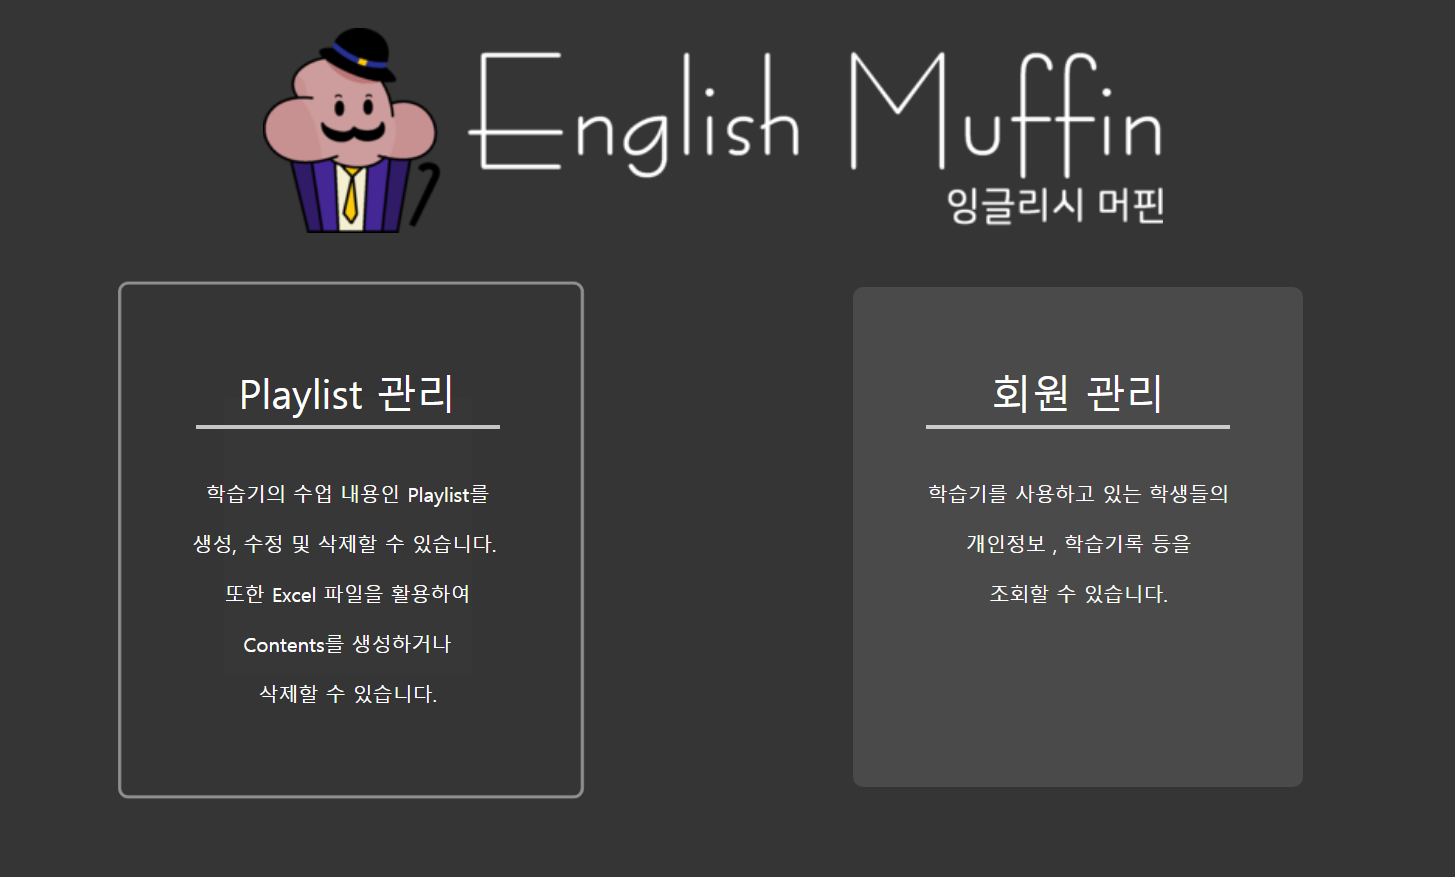 English Muffin
잉글리시 머핀
Playlist 관리
학습기의 수업 내용인 Playlist를
생성, 수정 및 삭제할 수 있습니다.
또한 Excel 파일을 활용하여
Contents를 생성하거나
삭제할 수 있습니다.
회원 관리
학습기를 사용하고 있는 학생들의
개인정보 , 학습기록 등을
조회할 수 있습니다.